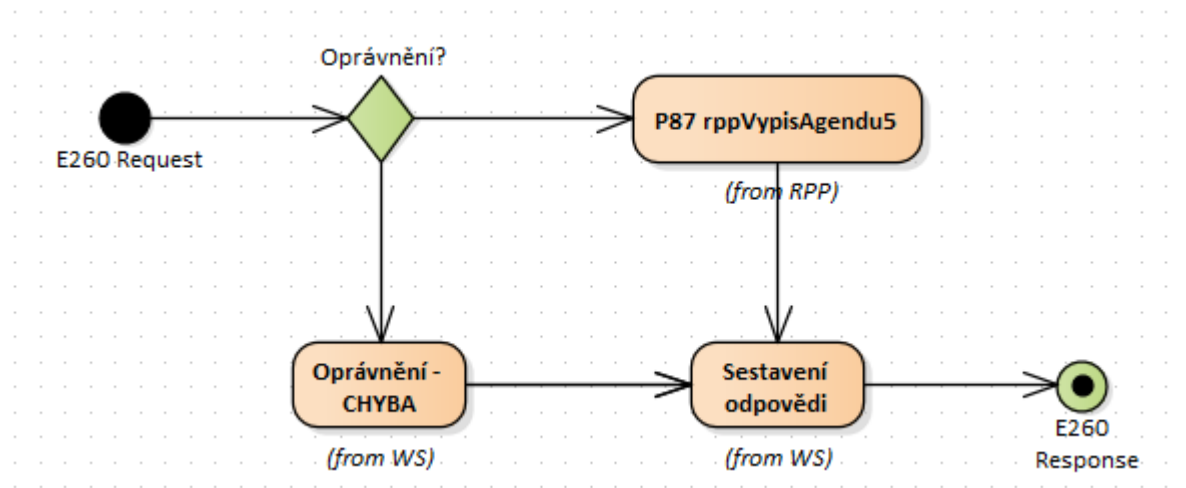 Oprávnění?
E260 Request
P87 rppVypisAgendu5
(from RPP)
Oprávnění -
CHYBA
(from WS)
Sestavení
odpovědi
(from WS)
E260
Response